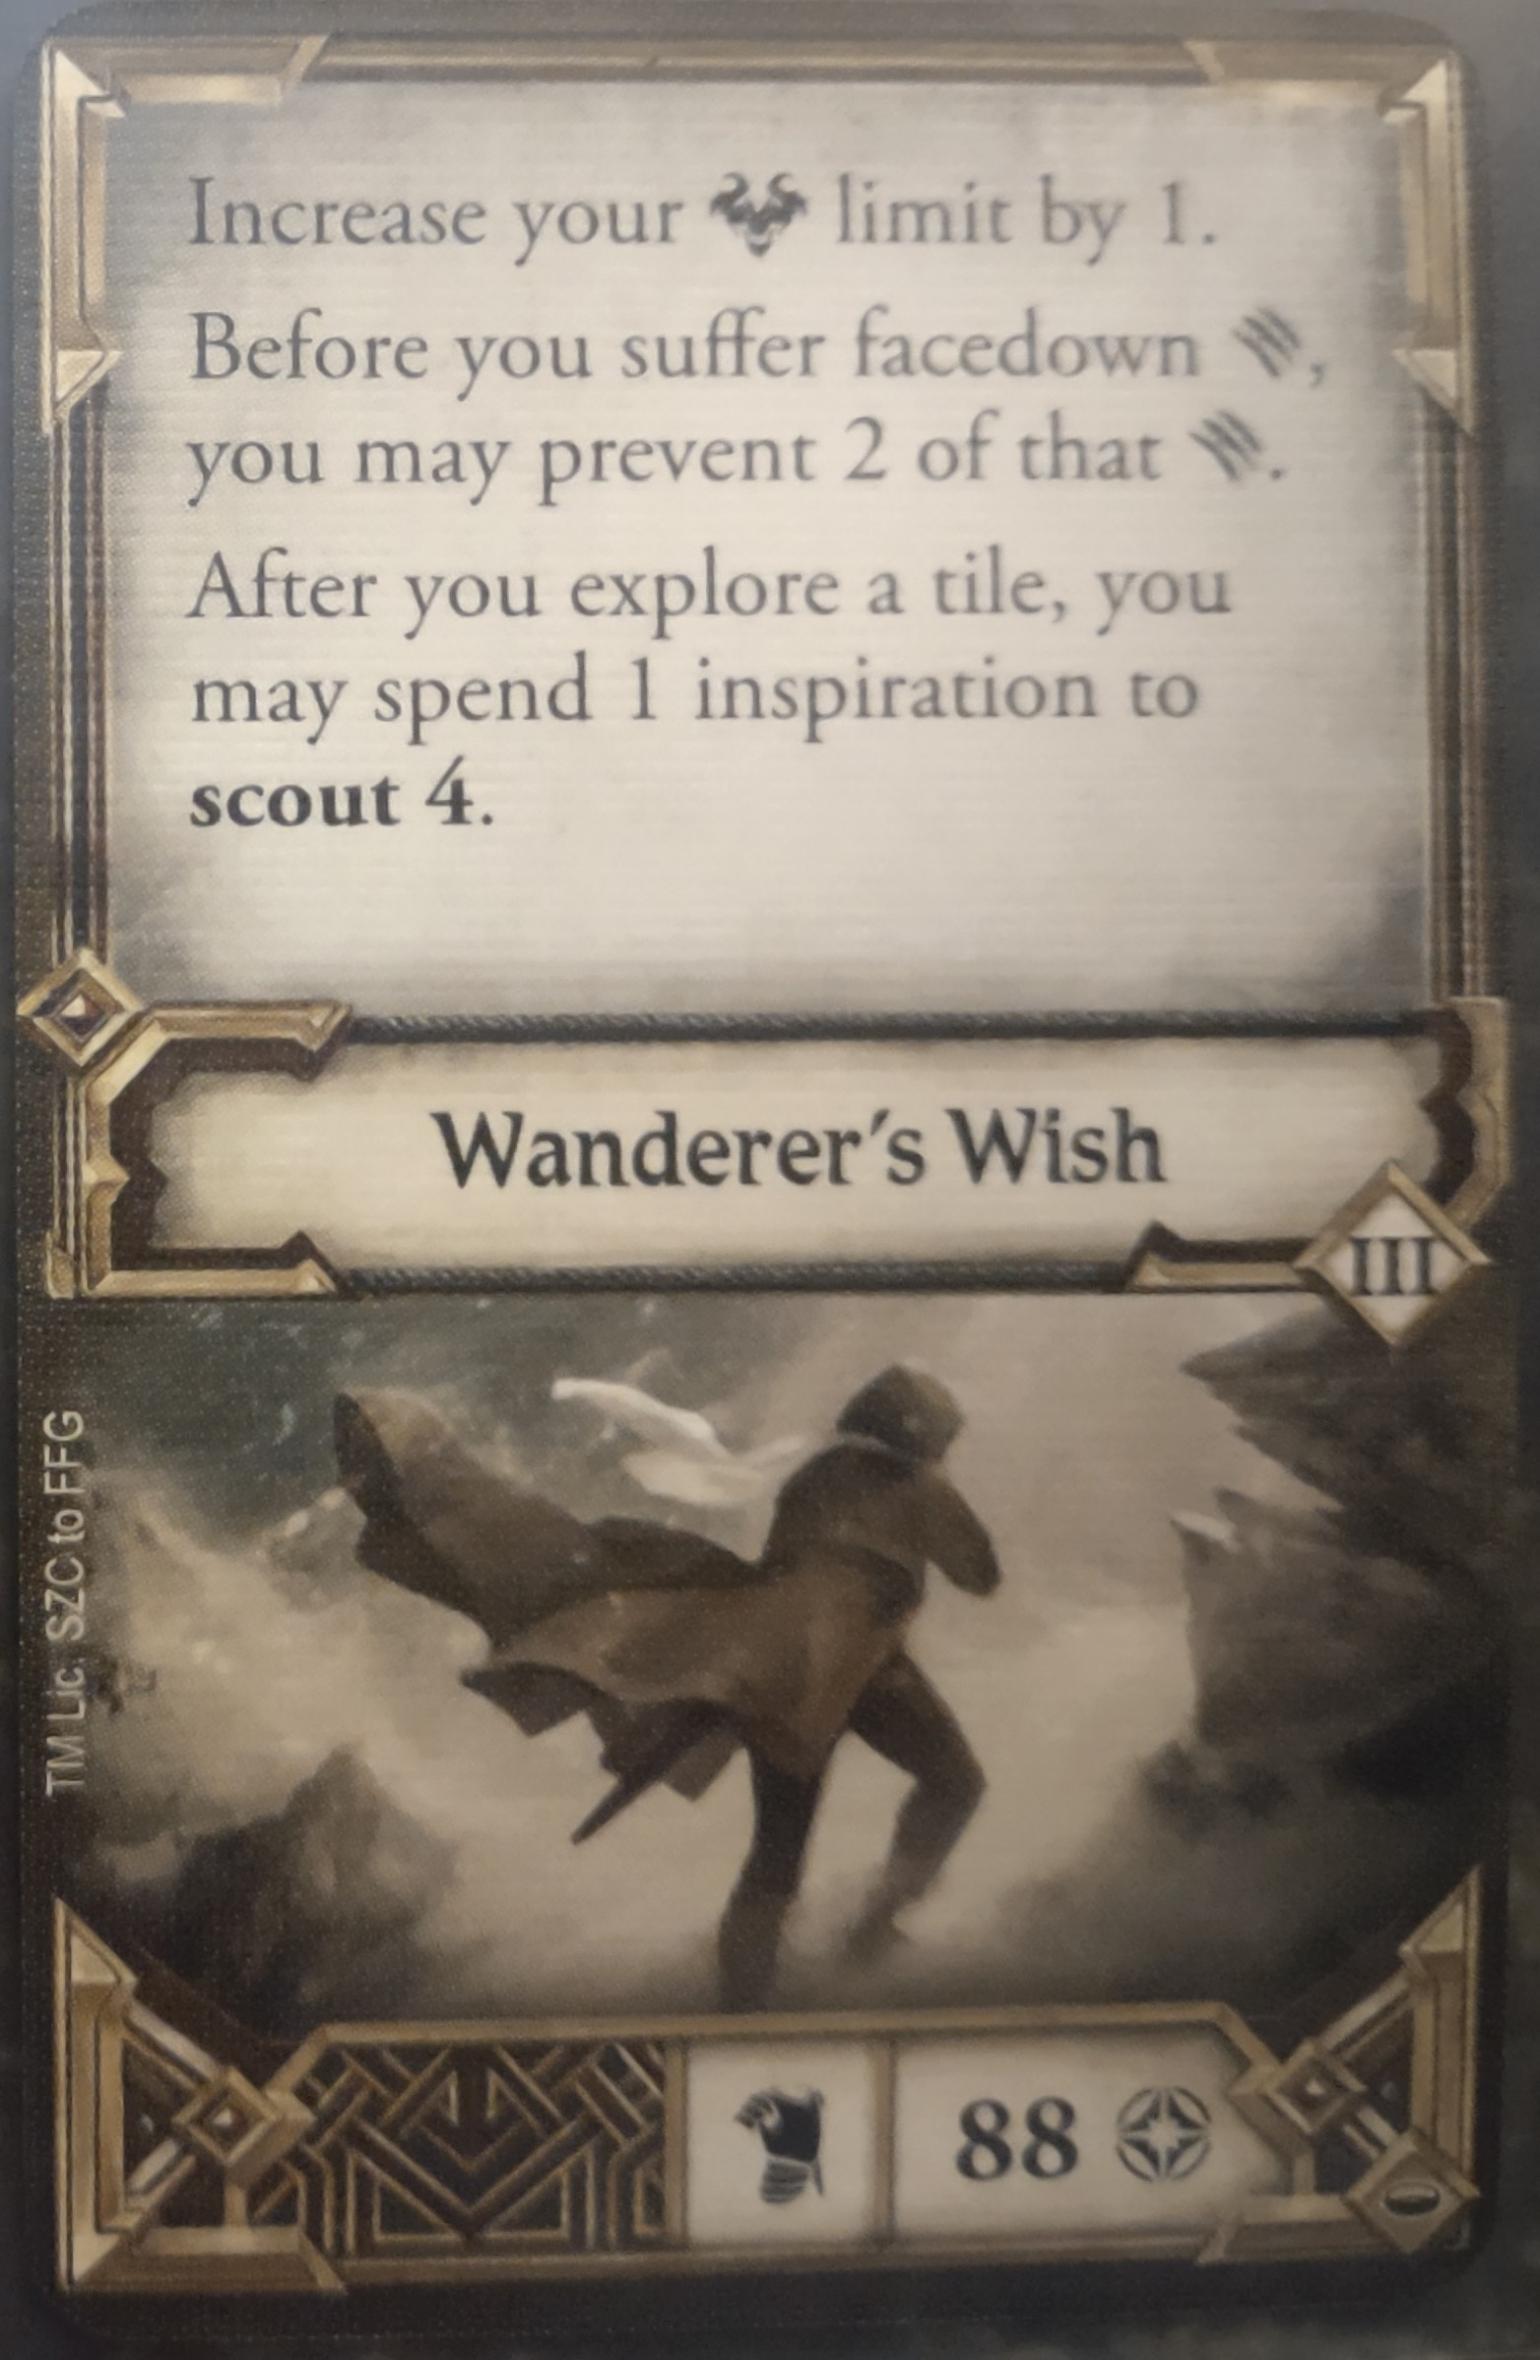 Increase your limit by 1.
Before you suffer facedown ,
you may prevent 2 of that .
After you explore a tile, you
may spend 1 inspiration to
scout 4.
Wanderer's Wish
III
TM Lic. SZC to FFG
88